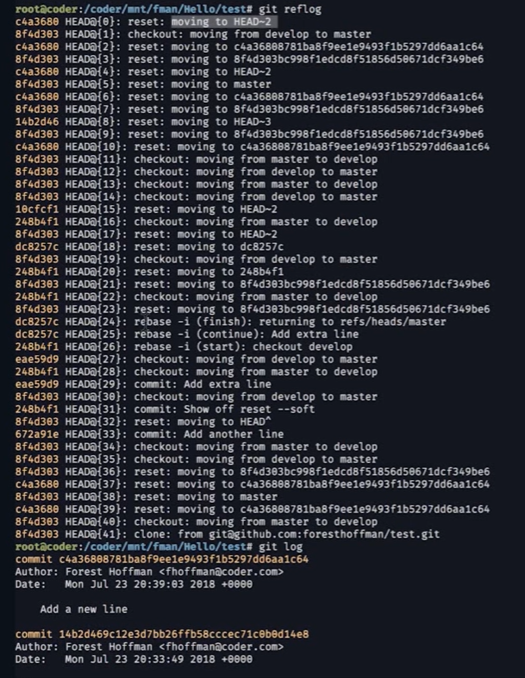 root@coder:/coder/mnt/fman/Hello/test# git reflog
c4a3680 HEAD@{0}: reset: moving to HEAD~2
8f4d303 HEAD@{1}: checkout: moving from develop to master
c4a3680 HEAD@{2}: reset: moving to c4a36808781ba8f9ee1e9493f1b5297dd6aa1c64
8f4d303 HEAD@{3}: reset: moving to 8f4d303bc998f1edcd8f51856d50671dcf349be6
c4a3680 HEAD@{4}: reset: moving to HEAD~2
8f4d303 HEAD@{5}: reset: moving to master
c4a3680 HEAD@{6}: reset: moving to c4a36808781ba8f9ee1e9493f1b5297dd6aa1c64
8f4d303 HEAD@{7}: reset: moving to 8f4d303bc998f1edcd8f51856d50671dcf349be6
14b2d46 HEAD@{8}: reset: moving to HEAD~3
8f4d303 HEAD@{9}: reset: moving to 8f4d303bc998f1edcd8f51856d50671dcf349be6
c4a3680 HEAD@{10}: reset: moving to c4a36808781ba8f9ee1e9493f1b5297dd6aa1c64
8f4d303 HEAD@{11}: checkout: moving from master to develop
8f4d303 HEAD@{12}: checkout: moving from develop to master
8f4d303 HEAD@{13}: checkout: moving from master to develop
8f4d303 HEAD@{14}: checkout: moving from develop to master
10cfcf1 HEAD@{15}: reset: moving to HEAD~2
248b4f1 HEAD@{16}: checkout: moving from master to develop
8f4d303 HEAD@{17}: reset: moving to HEAD~2
dc8257c HEAD@{18}: reset: moving to dc8257c
8f4d303 HEAD@{19}: checkout: moving from develop to master
248b4f1 HEAD@{20}: reset: moving to 248b4f1
8f4d303 HEAD@{21}: reset: moving to 8f4d303bc998f1edcd8f51856d50671dcf349be6
248b4f1 HEAD@{22}: checkout: moving from master to develop
8f4d303 HEAD@{23}: reset: moving to 8f4d303bc998f1edcd8f51856d50671dcf349be6
dc8257c HEAD@{24}: rebase -i (finish): returning to refs/heads/master
dc8257c HEAD@{25}: rebase -i (continue): Add extra line
248b4f1 HEAD@{26}: rebase -i (start): checkout develop
eae59d9 HEAD@{27}: checkout: moving from develop to master
248b4f1 HEAD@{28}: checkout: moving from master to develop
eae59d9 HEAD@{29}: commit: Add extra line
8f4d303 HEAD@{30}: checkout: moving from develop to master
248b4f1 HEAD@{31}: commit: Show off reset --soft
8f4d303 HEAD@{32}: reset: moving to HEAD^
672a91e HEAD@{33}: commit: Add another line
8f4d303 HEAD@{34}: checkout: moving from master to develop
8f4d303 HEAD@{35}: checkout: moving from develop to master
8f4d303 HEAD@{36}: reset: moving to 8f4d303bc998f1edcd8f51856d50671dcf349be6
c4a3680 HEAD@{37}: reset: moving to c4a36808781ba8f9ee1e9493f1b5297dd6aa1c64
8f4d303 HEAD@{38}: reset: moving to master
c4a3680 HEAD@{39}: reset: moving to c4a36808781ba8f9ee1e9493f1b5297dd6aa1c64
8f4d303 HEAD@{40}: checkout: moving from master to develop
8f4d303 HEAD@{41}: clone: from git@github.com:foresthoffman/test.git
root@coder:/coder/mnt/fman/Hello/test# git log
commit c4a36808781ba8f9ee1e9493f1b5297dd6aa1c64
Author: Forest Hoffman <fhoffman@coder.com>
Date: Mon Jul 23 20:39:03 2018 +0000
Add a new line
commit 14b2d469c12e3d7bb26ffb58cccec71c0b0d14e8
Author: Forest Hoffman <fhoffman@coder.com>
Date: Mon Jul 23 20:33:49 2018 +0000